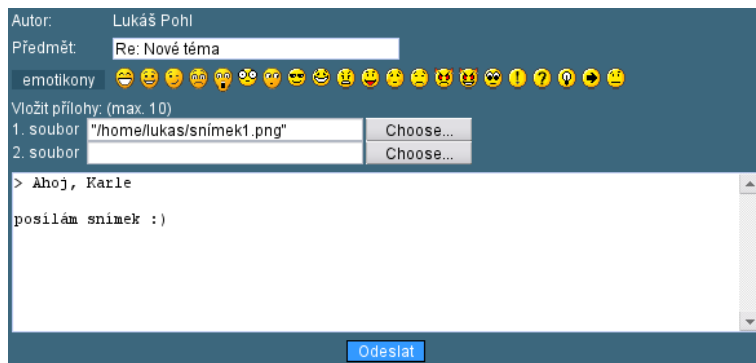 Autor: Lukáš Pohl
Předmět: Re: Nové téma
emotikony
Vložit přílohy: (max. 10)
1. soubor "/home/lukas/snímek1.png" Choose...
2. soubor Choose...
> Ahoj, Karle
posílám snímek :)
Odeslat